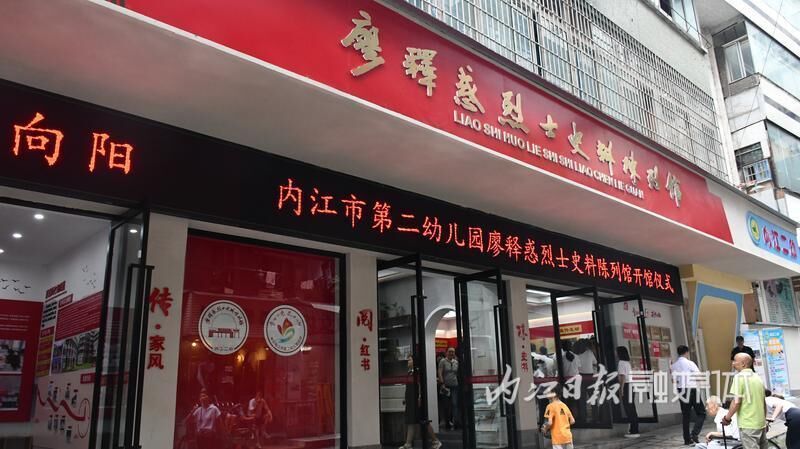 廖释惑烈士史料陈列馆
LIAO SHI HUO LIE SHI SHI LIAO CHEN LIE GUAN
向阳
内江市第二幼儿园廖释惑烈士史料陈列馆开馆仪式
传·家风
阅·红书
内江日报融媒体